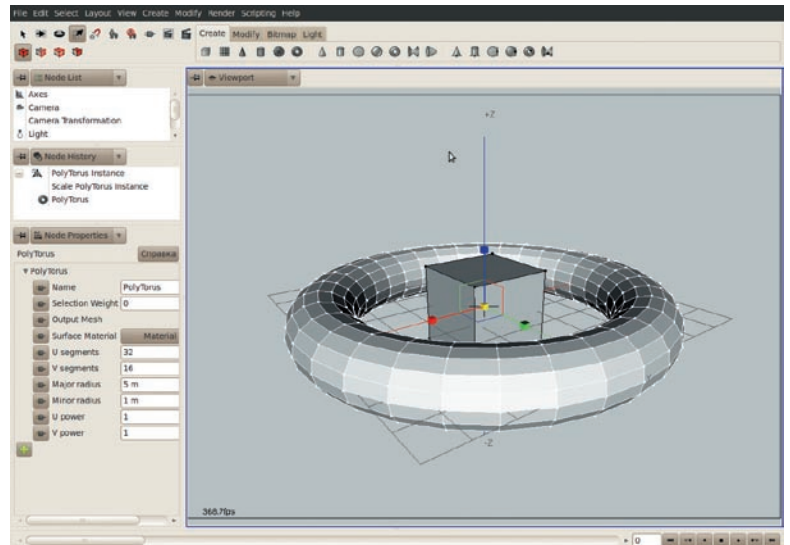 File Edit Select Layout View Create Modify Render Scripting Help
Create Modify Bitmap Light
Node List
Axes
Camera
Camera Transformation
Light
Node History
PolyTorus Instance
Scale PolyTorus Instance
PolyTorus
Node Properties
PolyTorus Справка
PolyTorus
Name PolyTorus
Selection Weight 0
Output Mesh
Surface Material Material
U segments 32
V segments 16
Major radius 5 m
Minor radius 1 m
U power 1
V power 1
Viewport
+Z
-Z
368.7fps
0